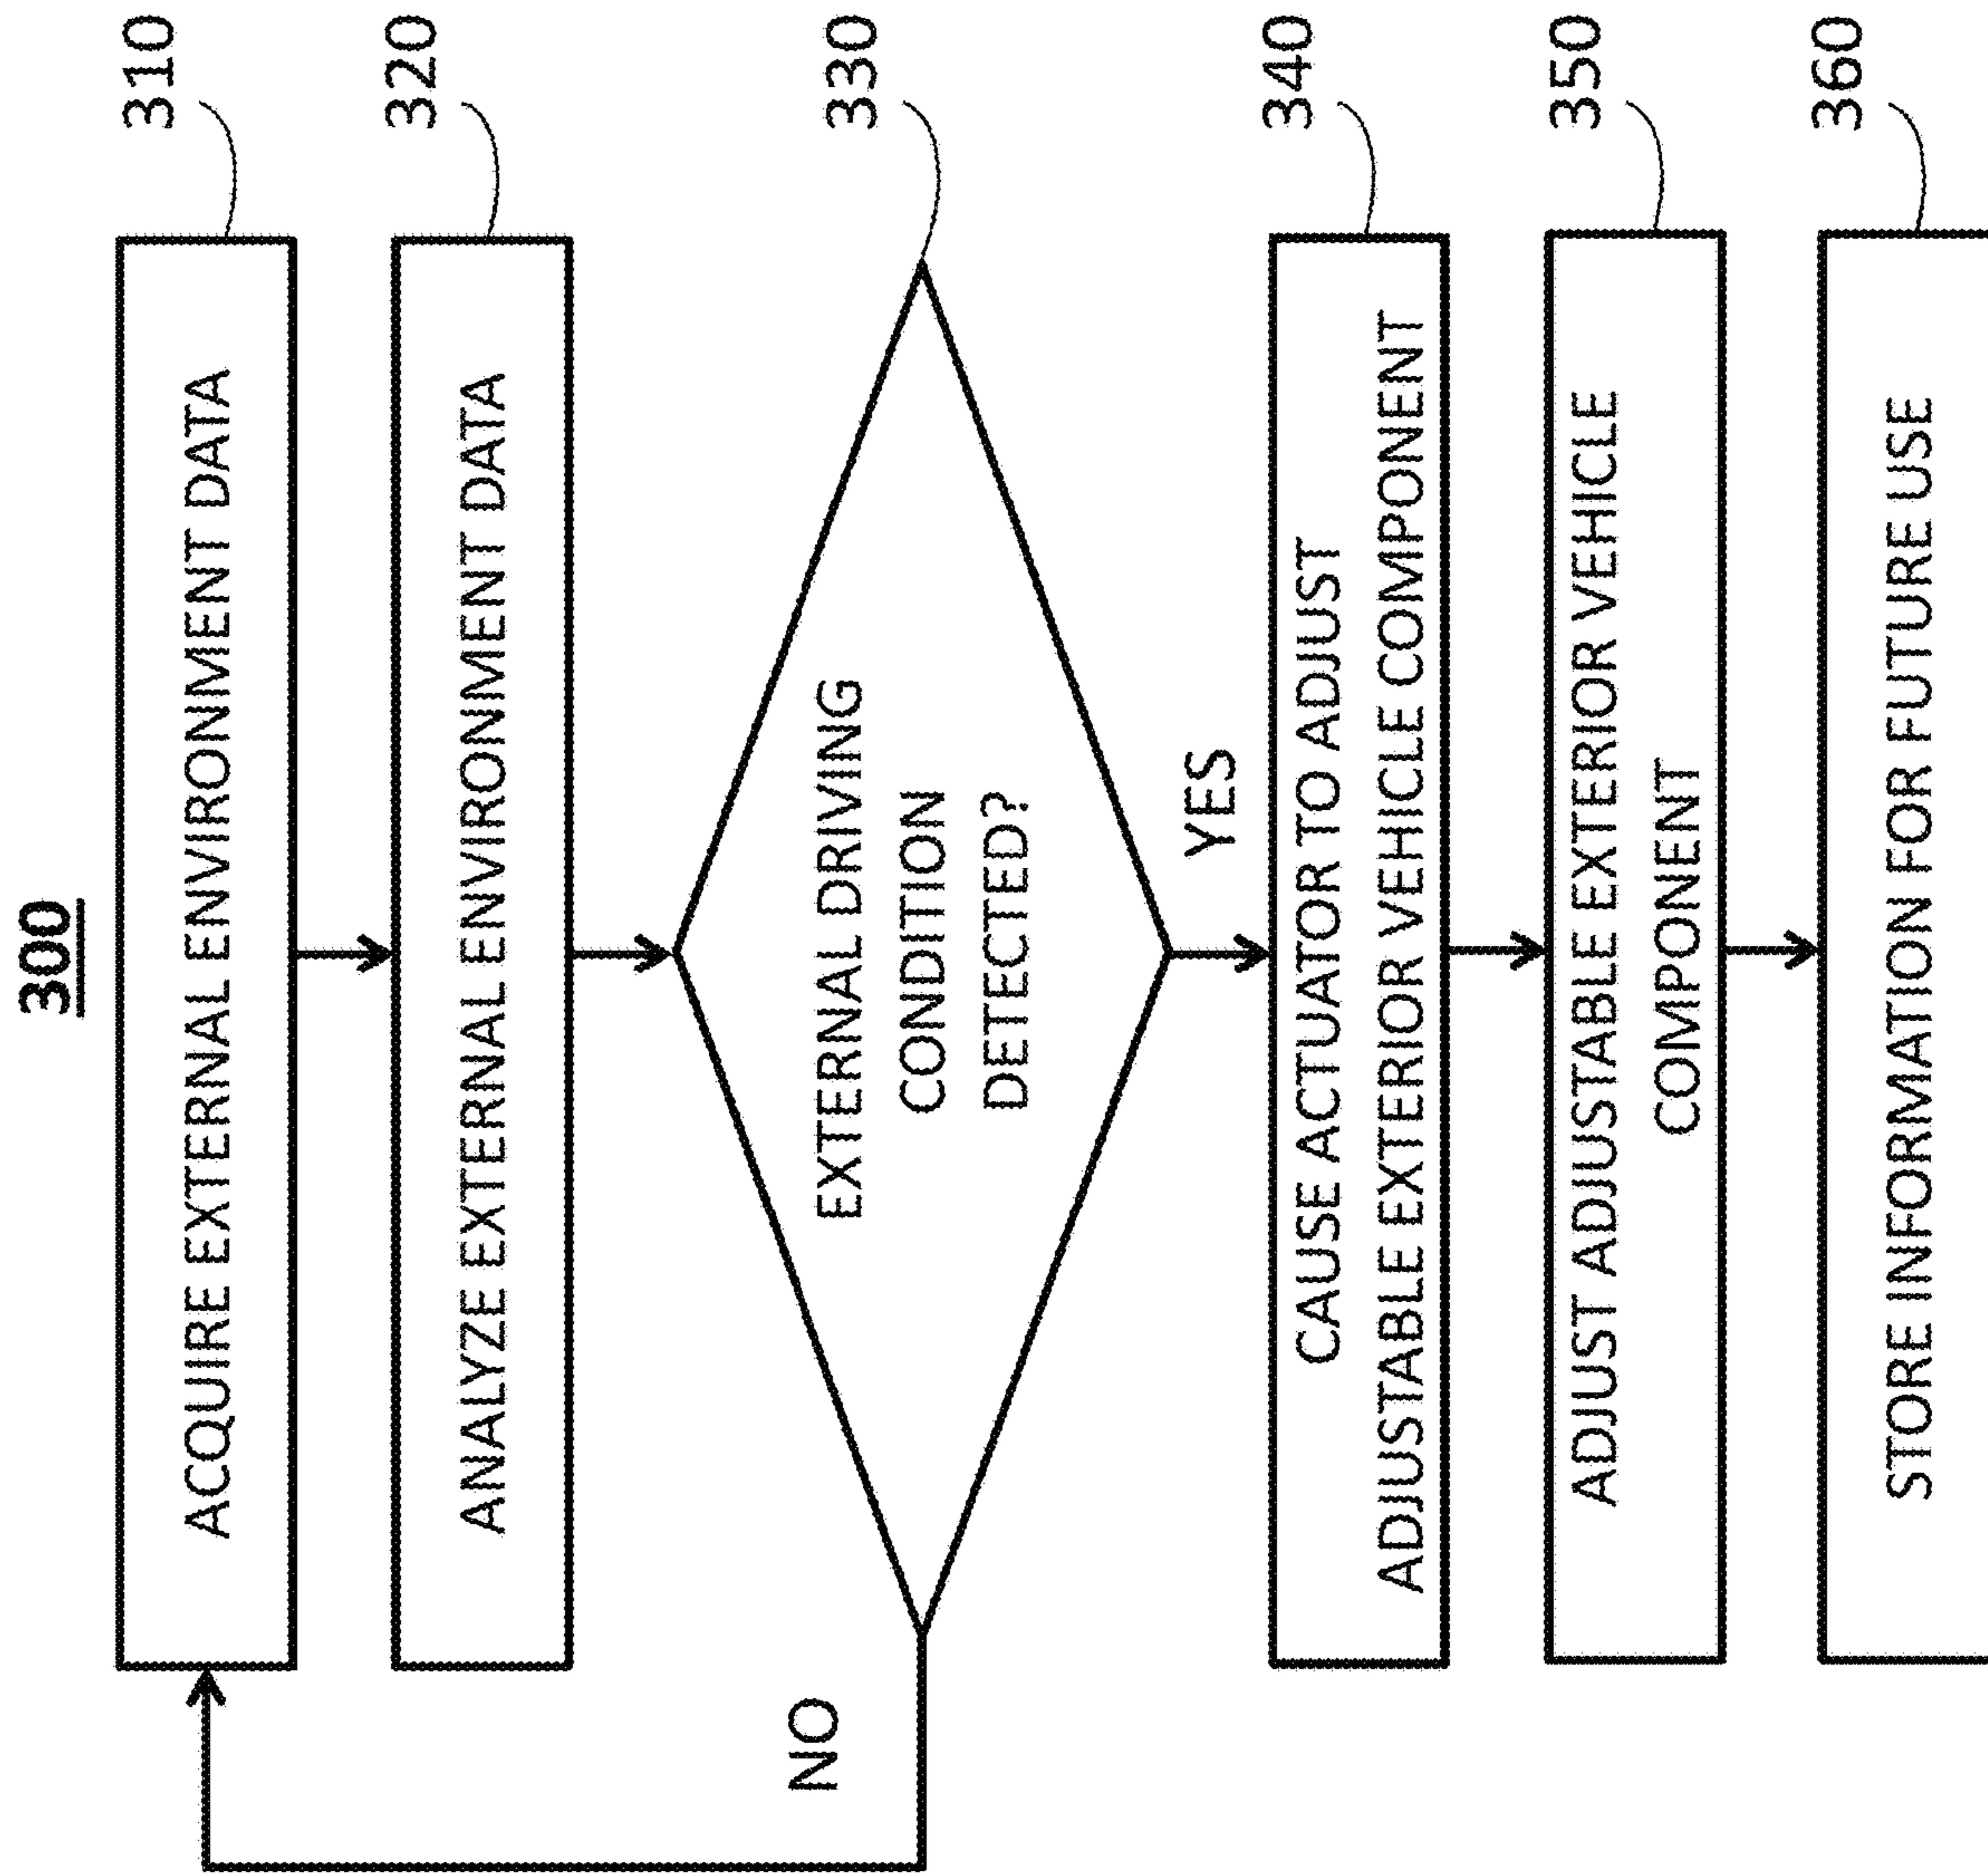 300
ACQUIRE EXTERNAL ENVIRONMENT DATA
310
ANALYZE EXTERNAL ENVIRONMENT DATA
320
EXTERNAL DRIVING
CONDITION
DETECTED?
330
NO
YES
CAUSE ACTUATOR TO ADJUST
ADJUSTABLE EXTERIOR VEHICLE COMPONENT
340
ADJUST ADJUSTABLE EXTERIOR VEHICLE
COMPONENT
350
STORE INFORMATION FOR FUTURE USE
360